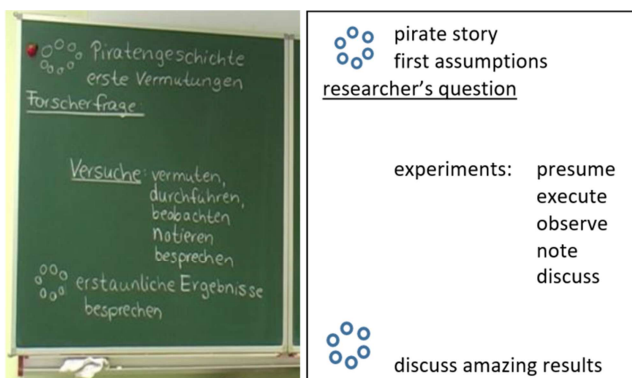 Piratengeschichte
erste Vermutungen
Forscherfrage:
Versuche: vermuten,
durchführen,
beobachten
notieren
besprechen
erstaunliche Ergebnisse
besprechen
pirate story
first assumptions
researcher's question
experiments: presume
execute
observe
note
discuss
discuss amazing results